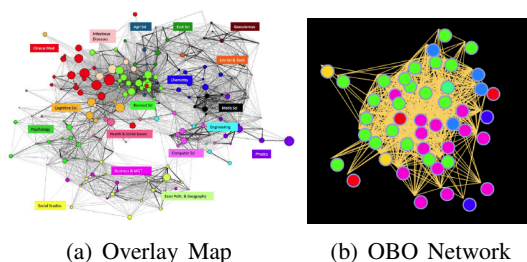 Agri Sci
Ecol Sci
Geosciences
Infectious
Diseases
Clinical Med
Env Sci & Tech
Chemistry
Biomed Sci
Matls Sci
Cognitive Sci
Engineering
Psychology
Health & Social Issues
Computer Sci
Physics
Business & MGT
Econ Polit. & Geography
Social Studies
(a) Overlay Map
(b) OBO Network